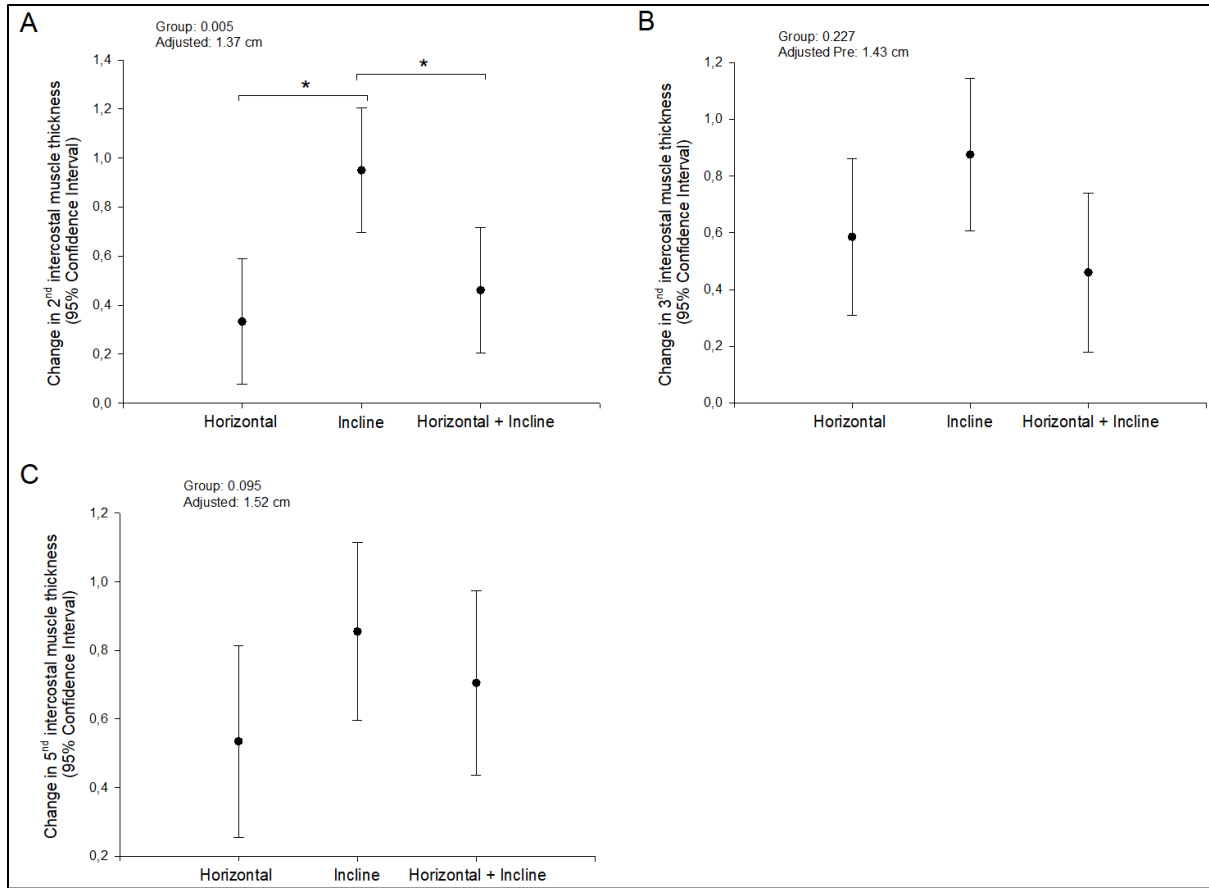 A
Group: 0.005
Adjusted: 1.37 cm
Change in 2nd intercostal muscle thickness
(95% Confidence Interval)
1,4
1,2
1,0
0,8
0,6
0,4
0,2
0,0
*
*
Horizontal
Incline
Horizontal + Incline
B
Group: 0.227
Adjusted Pre: 1.43 cm
Change in 3nd intercostal muscle thickness
(95% Confidence Interval)
1,2
1,0
0,8
0,6
0,4
0,2
0,0
Horizontal
Incline
Horizontal + Incline
C
Group: 0.095
Adjusted: 1.52 cm
Change in 5nd intercostal muscle thickness
(95% Confidence Interval)
1,2
1,0
0,8
0,6
0,4
0,2
Horizontal
Incline
Horizontal + Incline